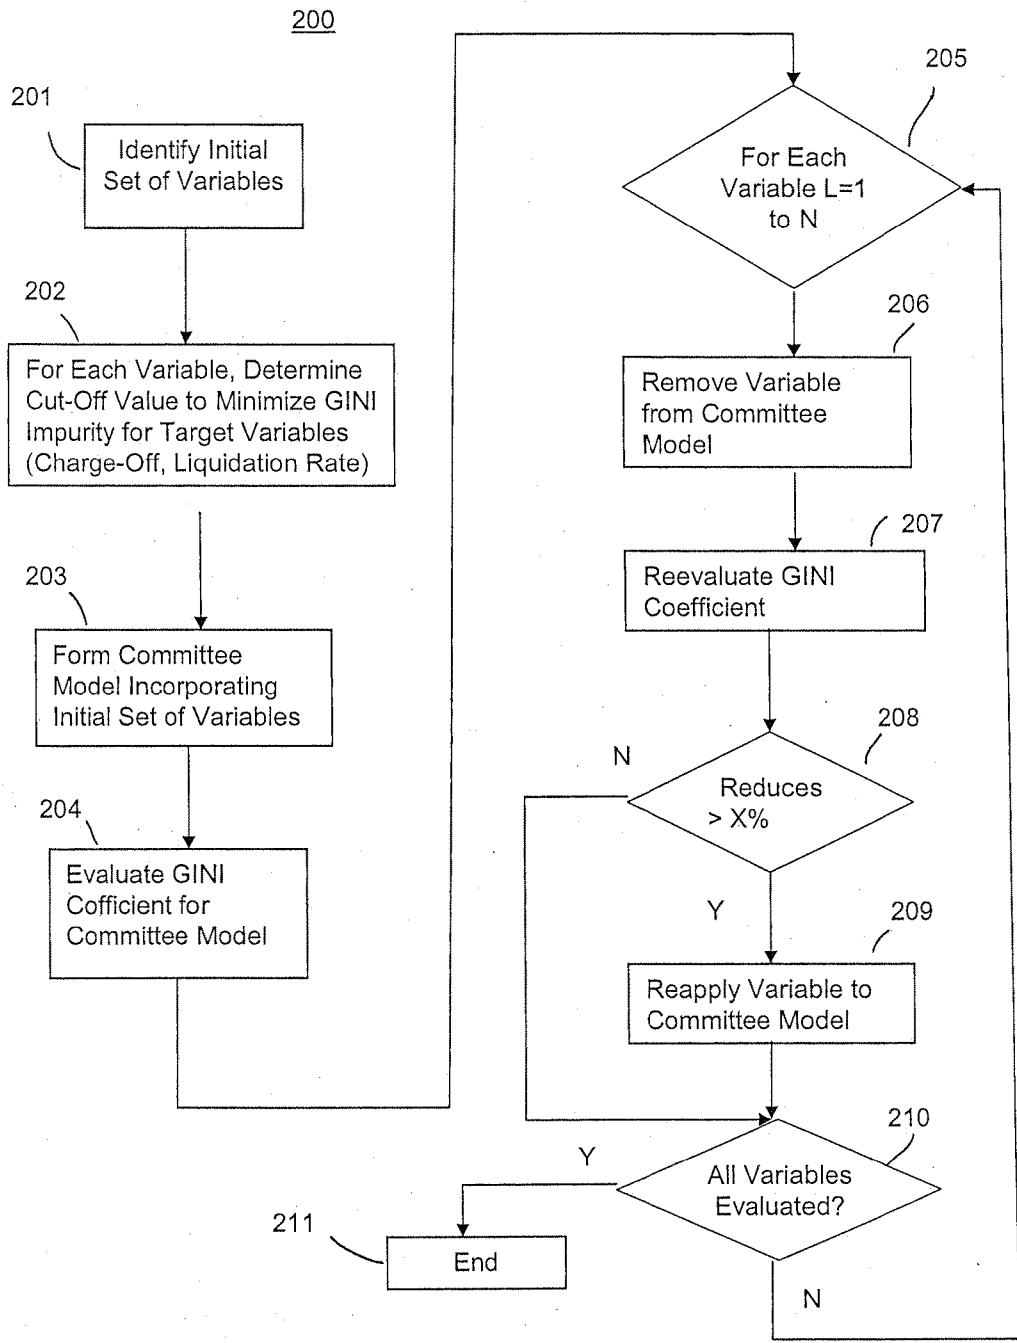 200
201
Identify Initial
Set of Variables
202
For Each Variable, Determine
Cut-Off Value to Minimize GINI
Impurity for Target Variables
(Charge-Off, Liquidation Rate)
203
Form Committee
Model Incorporating
Initial Set of Variables
204
Evaluate GINI
Cofficient for
Committee Model
205
For Each
Variable L=1
to N
206
Remove Variable
from Committee
Model
207
Reevaluate GINI
Coefficient
208
N
Reduces
> X%
Y
209
Reapply Variable to
Committee Model
210
Y
All Variables
Evaluated?
211
End
N